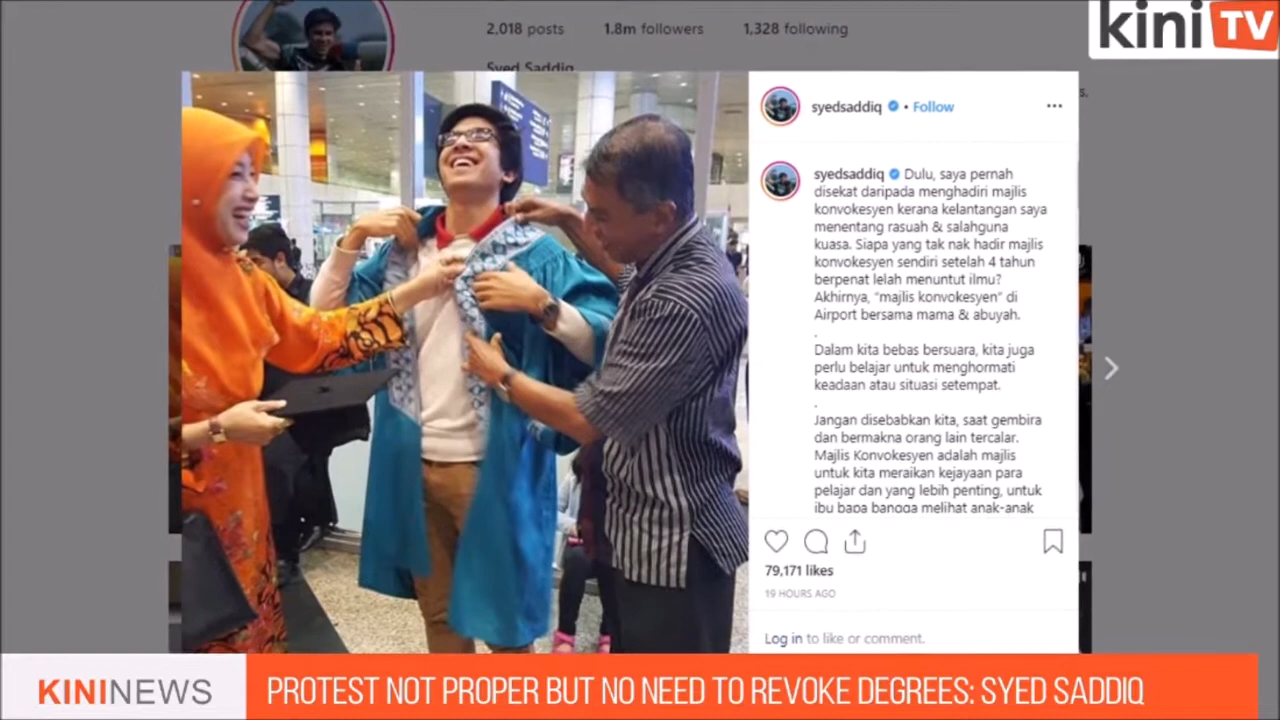 2,018 posts 1.8m followers 1,328 following
Syed Saddiq
kini TV
syedsaddiq • Follow
syedsaddiq Dulu, saya pernah
disekat daripada menghadiri majlis
konvokesyen kerana kelantangan saya
menentang rasuah & salahguna
kuasa. Siapa yang tak nak hadir majlis
konvokesyen sendiri setelah 4 tahun
berpenat lelah menuntut ilmu?
Akhirnya, "majlis konvokesyen" di
Airport bersama mama & abuyah.
.
Dalam kita bebas bersuara, kita juga
perlu belajar untuk menghormati
keadaan atau situasi setempat.
.
Jangan disebabkan kita, saat gembira
dan bermakna orang lain tercalar.
Majlis Konvokesyen adalah majlis
untuk kita meraikan kejayaan para
pelajar dan yang lebih penting, untuk
ibu bapa bangga melihat anak-anak
79,171 likes
19 HOURS AGO
Log in to like or comment.
KININEWS
PROTEST NOT PROPER BUT NO NEED TO REVOKE DEGREES: SYED SADDIQ